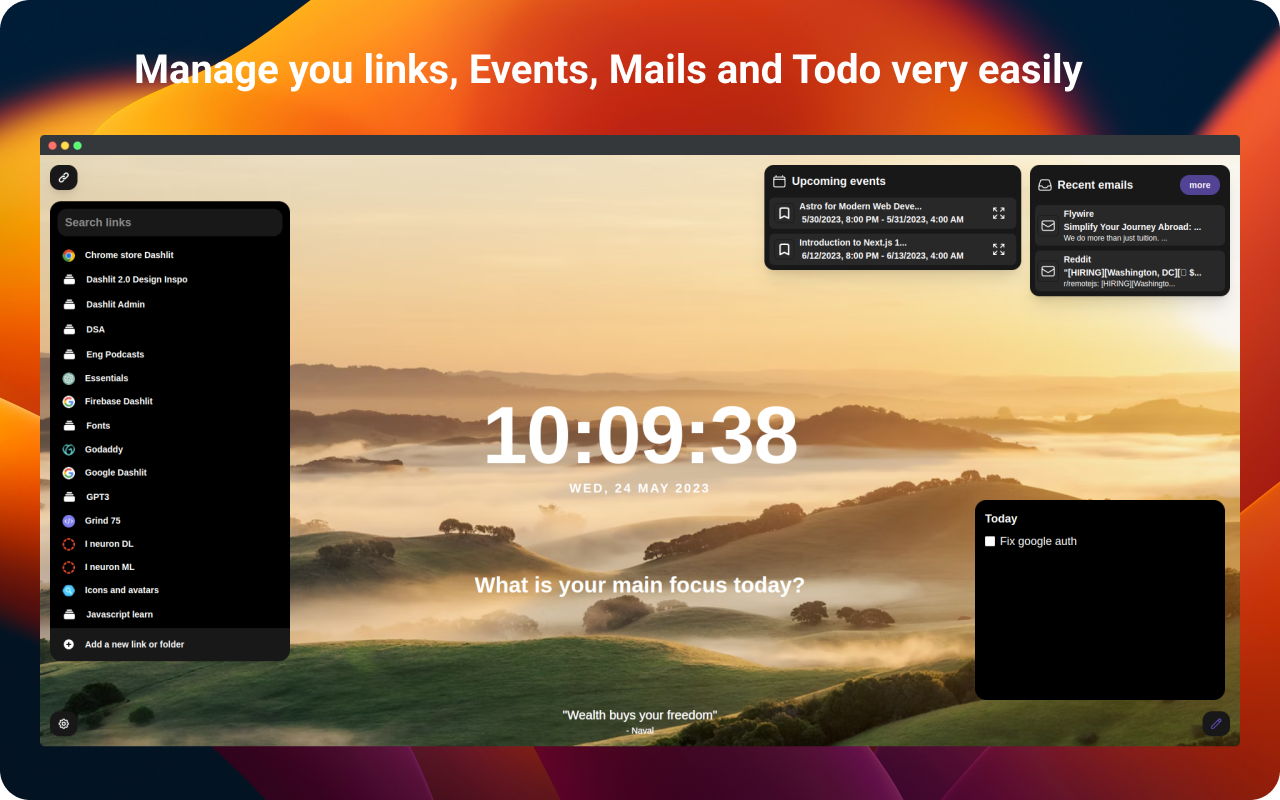 Manage you links, Events, Mails and Todo very easily
Search links
Chrome store Dashlit
Dashlit 2.0 Design Inspo
Dashlit Admin
DSA
Eng Podcasts
Essentials
Firebase Dashlit
Fonts
Godaddy
Google Dashlit
GPT3
Grind 75
I neuron DL
I neuron ML
Icons and avatars
Javascript learn
Add a new link or folder
Upcoming events
Astro for Modern Web Deve...
5/30/2023, 8:00 PM - 5/31/2023, 4:00 AM
Introduction to Next.js 1...
6/12/2023, 8:00 PM - 6/13/2023, 4:00 AM
Recent emails
more
Flywire
Simplify Your Journey Abroad: ...
We do more than just tuition. ...
Reddit
"[HIRING][Washington, DC][□ $...
r/remotejs: [HIRING][Washingto...
10:09:38
WED, 24 MAY 2023
What is your main focus today?
Today
Fix google auth
"Wealth buys your freedom"
- Naval